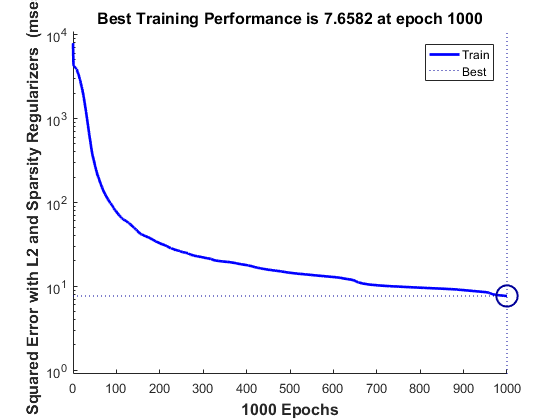 Best Training Performance is 7.6582 at epoch 1000
Squared Error with L2 and Sparsity Regularizers (mse
10^4
10^3
10^2
10^1
10^0
Train
Best
0 100 200 300 400 500 600 700 800 900 1000
1000 Epochs